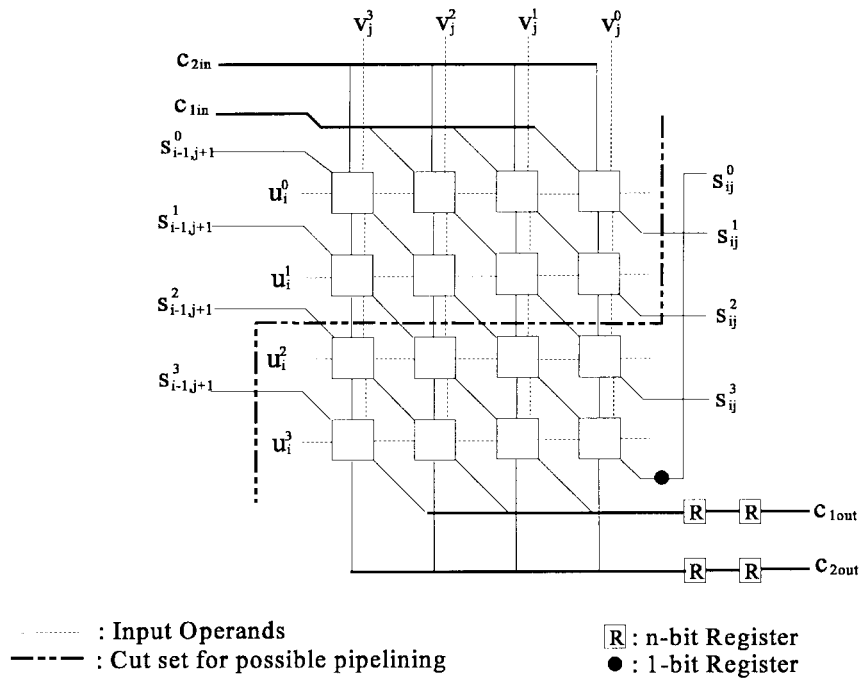 v_j^3 v_j^2 v_j^1 v_j^0
c_2in
c_1in
s_{i-1,j+1}^0
s_ij^0
u_i^0
s_{i-1,j+1}^1
s_ij^1
u_i^1
s_{i-1,j+1}^2
s_ij^2
u_i^2
s_{i-1,j+1}^3
s_ij^3
u_i^3
R R c_1out
R R c_2out
: Input Operands
R : n-bit Register
: Cut set for possible pipelining
: 1-bit Register